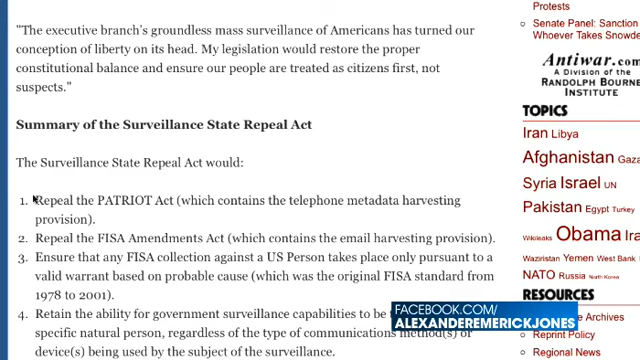 "The executive branch's groundless mass surveillance of Americans has turned our
conception of liberty on its head. My legislation would restore the proper
constitutional balance and ensure our people are treated as citizens first, not
suspects."
Summary of the Surveillance State Repeal Act
The Surveillance State Repeal Act would:
1. Repeal the PATRIOT Act (which contains the telephone metadata harvesting
provision).
2. Repeal the FISA Amendments Act (which contains the email harvesting provision).
3. Ensure that any FISA collection against a US Person takes place only pursuant to a
valid warrant based on probable cause (which was the original FISA standard from
1978 to 2001).
4. Retain the ability for government surveillance capabilities to be
specific natural person, regardless of the type of communications method(s) or
device(s) being used by the subject of the surveillance.
Protests
Senate Panel: Sanction
Whoever Takes Snowde
Antiwar.com
A Division of the
RANDOLPH BOURNE
INSTITUTE
TOPICS
Iran Libya
Afghanistan Gaza
Syria Israel UN
Pakistan Egypt Turkey
Wikileaks Obama Ira
Waziristan Yemen West Bank
NATO Russia North Korea
RESOURCES
Archives
Reprint Policy
Regional News
FACEBOOK.COM/
ALEXANDEREMERICKJONES